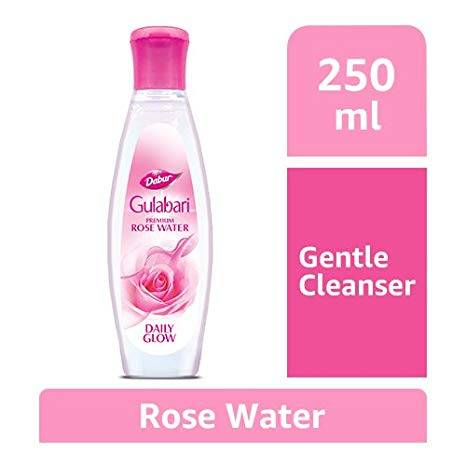 Dabur
Gulabari
PREMIUM
ROSE WATER
DAILY
GLOW
250
ml
Gentle
Cleanser
Rose Water